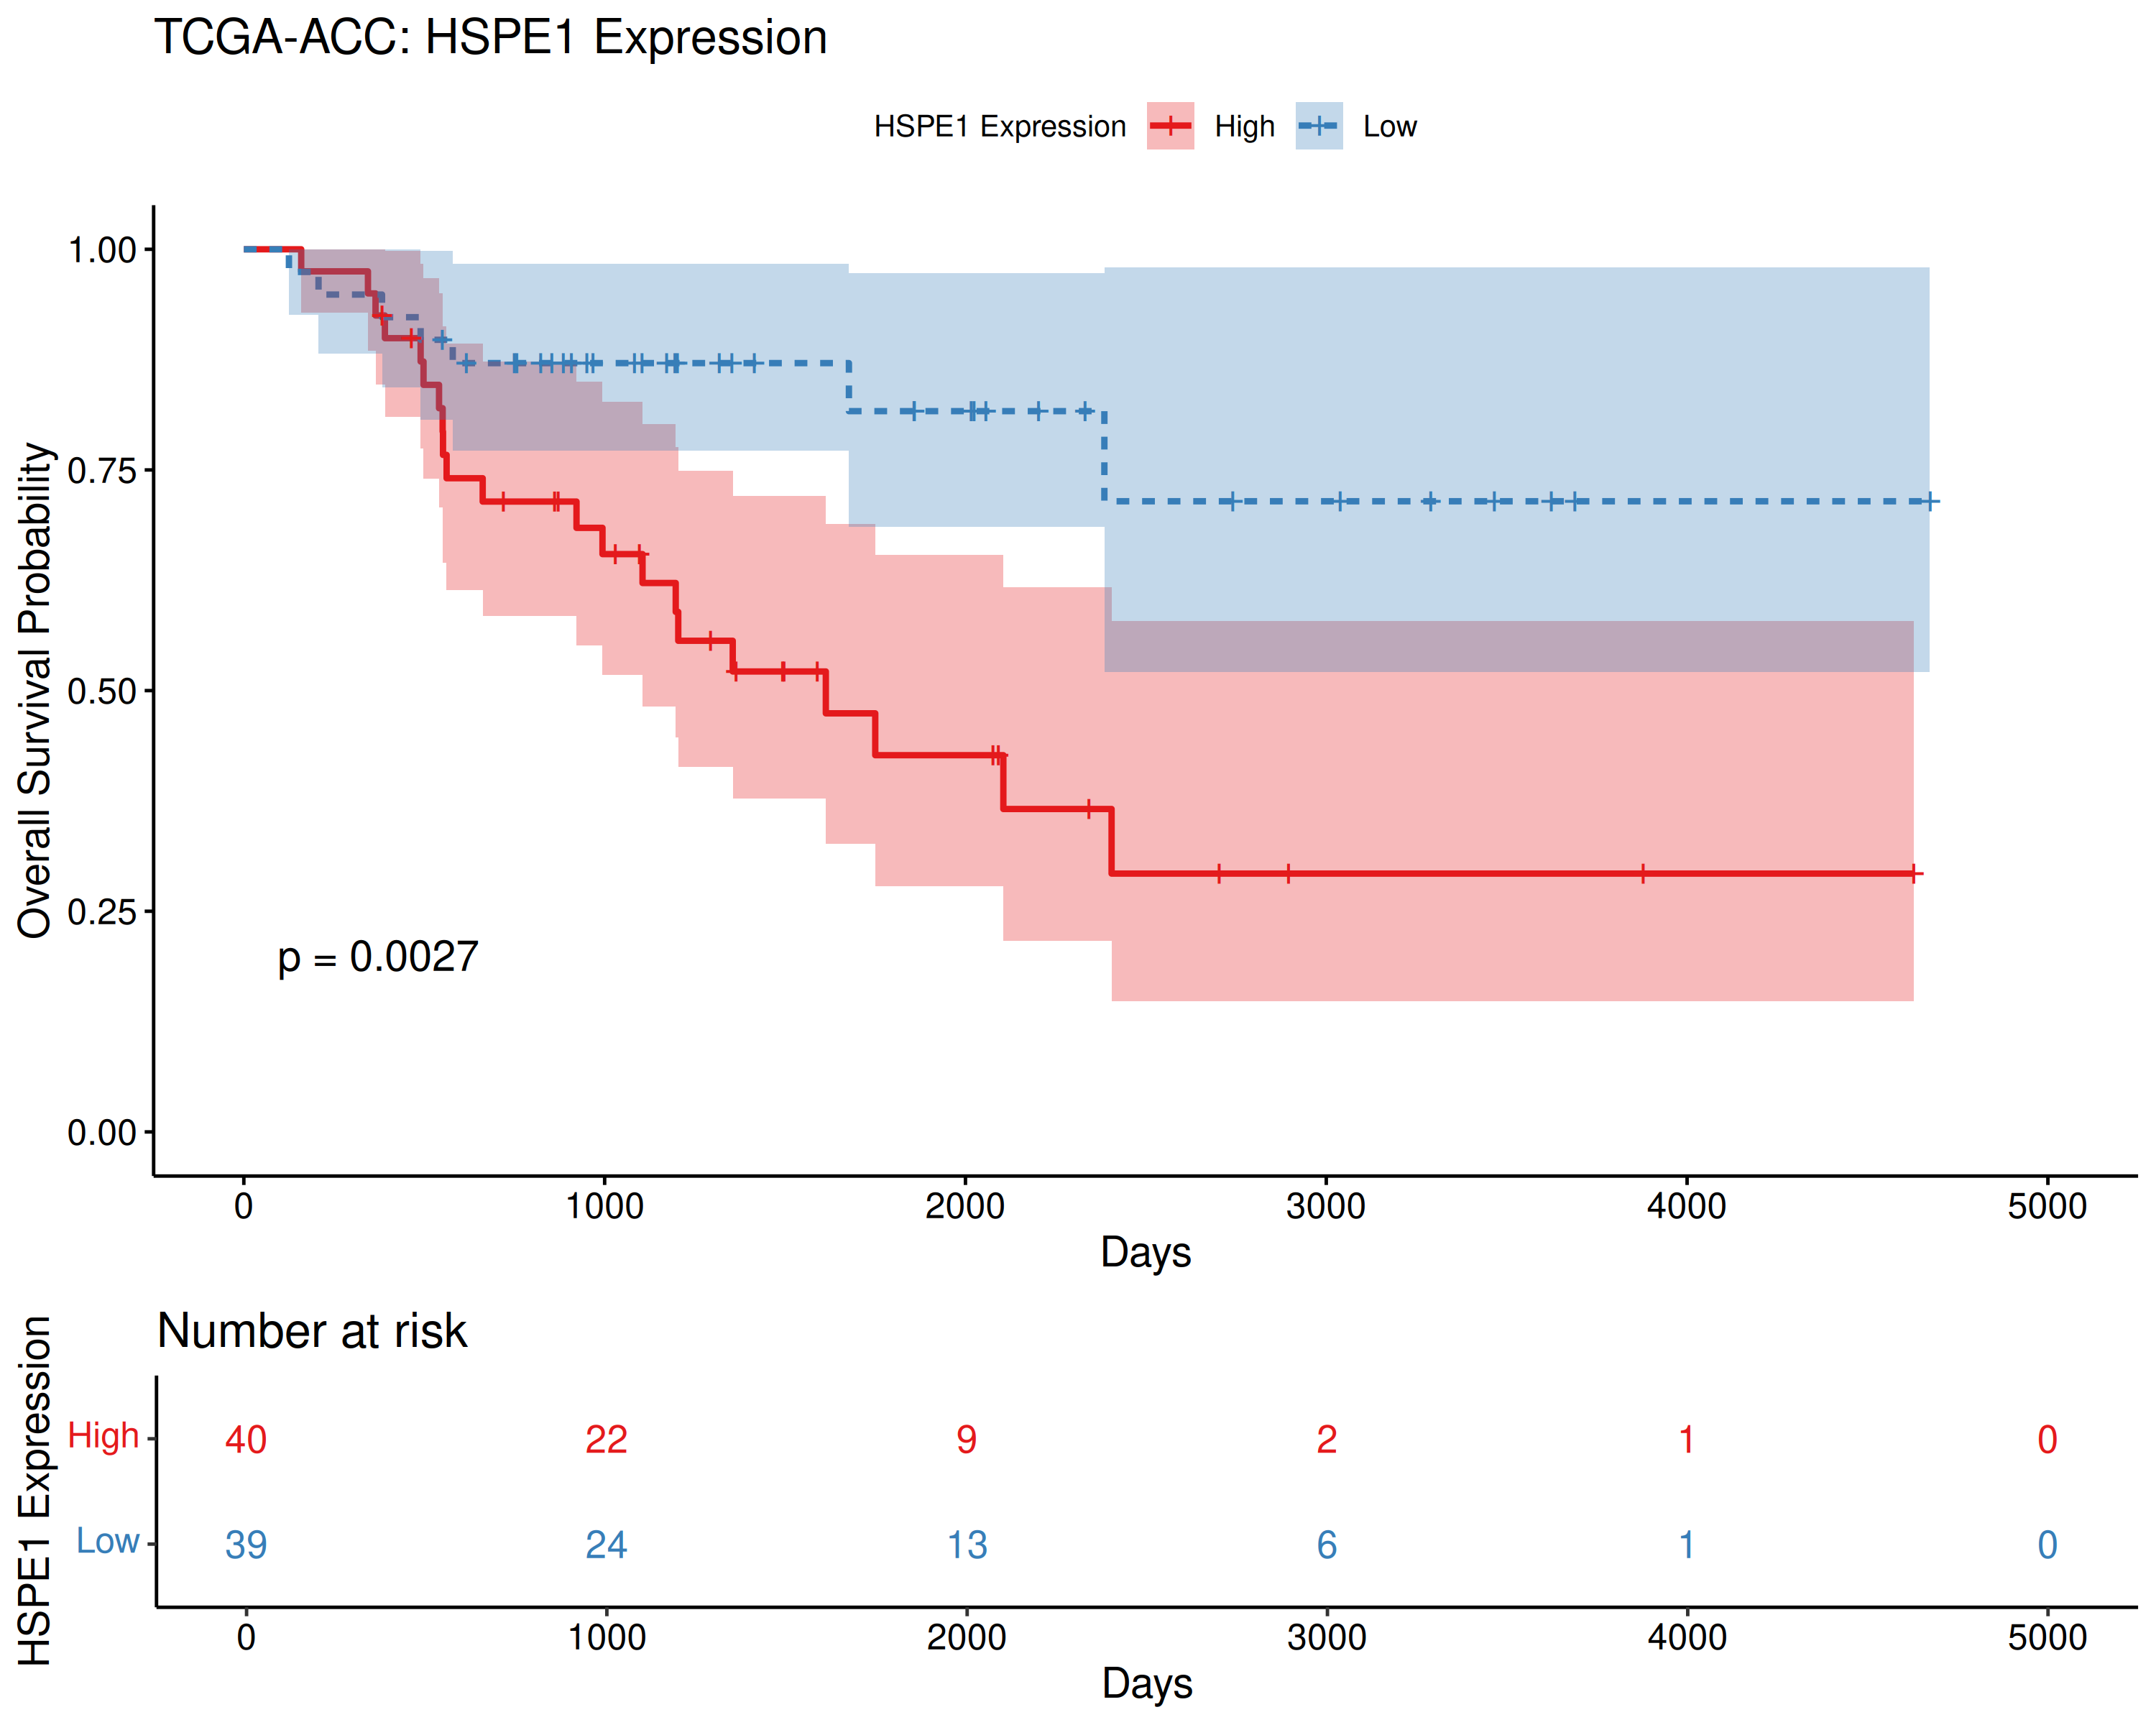 TCGA-ACC: HSPE1 Expression
HSPE1 Expression High Low
Overall Survival Probability
1.00
0.75
0.50
0.25
0.00
p = 0.0027
0 1000 2000 3000 4000 5000
Days
Number at risk
HSPE1 Expression
High 40 22 9 2 1 0
Low 39 24 13 6 1 0
0 1000 2000 3000 4000 5000
Days